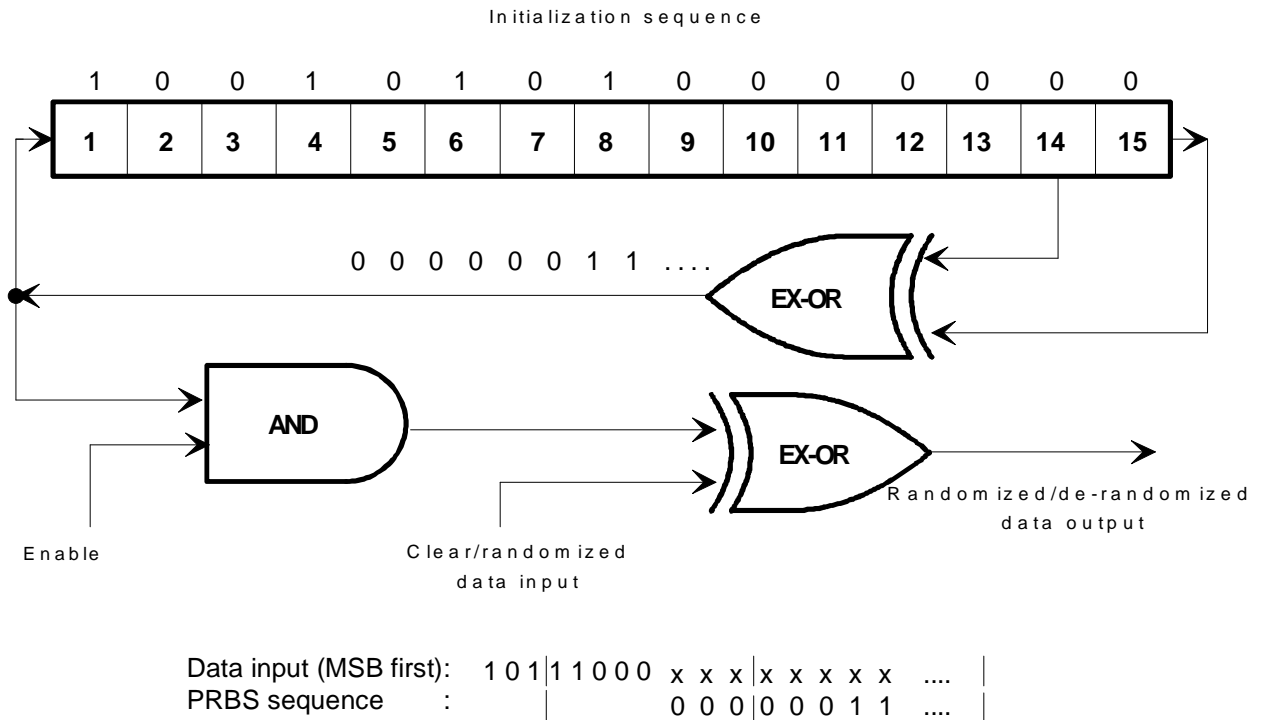 Initialization sequence
1 0 0 1 0 1 0 1 0 0 0 0 0 0 0
1 2 3 4 5 6 7 8 9 10 11 12 13 14 15
0 0 0 0 0 0 1 1 ....
EX-OR
AND
EX-OR
Enable
Clear/randomized
data input
Randomized/de-randomized
data output
Data input (MSB first): 1 0 1|1 1 0 0 0 x x x|x x x x x .... |
PRBS sequence : | 0 0 0|0 0 0 1 1 .... |